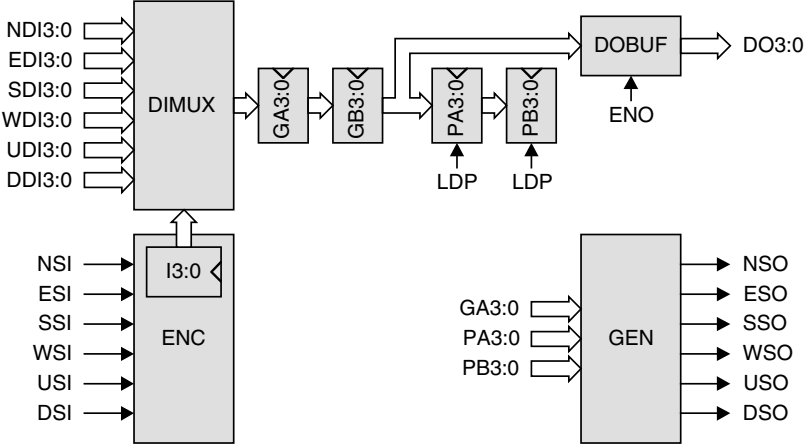 NDI3:0
EDI3:0
SDI3:0
WDI3:0
UDI3:0
DDI3:0
DIMUX
GA3:0
GB3:0
PA3:0
PB3:0
LDP
LDP
DOBUF
DO3:0
ENO
NSI
ESI
SSI
WSI
USI
DSI
I3:0
ENC
GA3:0
PA3:0
PB3:0
GEN
NSO
ESO
SSO
WSO
USO
DSO